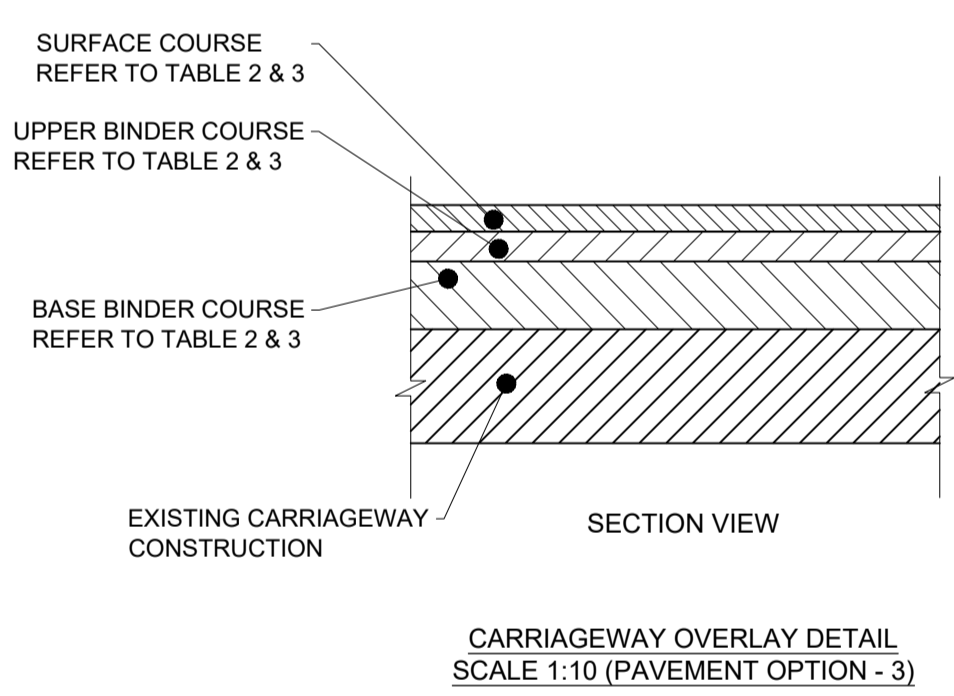 SURFACE COURSE
REFER TO TABLE 2 & 3
UPPER BINDER COURSE
REFER TO TABLE 2 & 3
BASE BINDER COURSE
REFER TO TABLE 2 & 3
EXISTING CARRIAGEWAY
CONSTRUCTION
SECTION VIEW
CARRIAGEWAY OVERLAY DETAIL
SCALE 1:10 (PAVEMENT OPTION - 3)